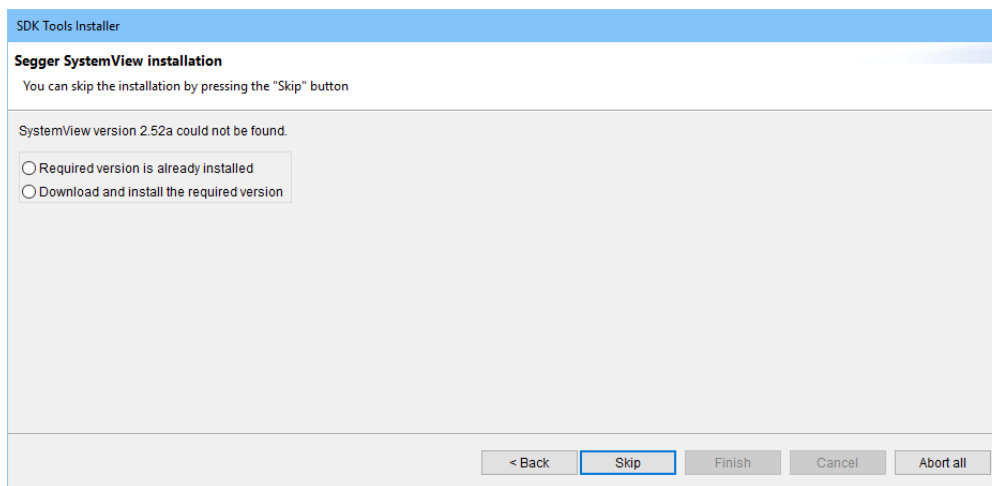 SDK Tools Installer
Segger SystemView installation
You can skip the installation by pressing the "Skip" button
SystemView version 2.52a could not be found.
Required version is already installed
Download and install the required version
< Back Skip Finish Cancel Abort all